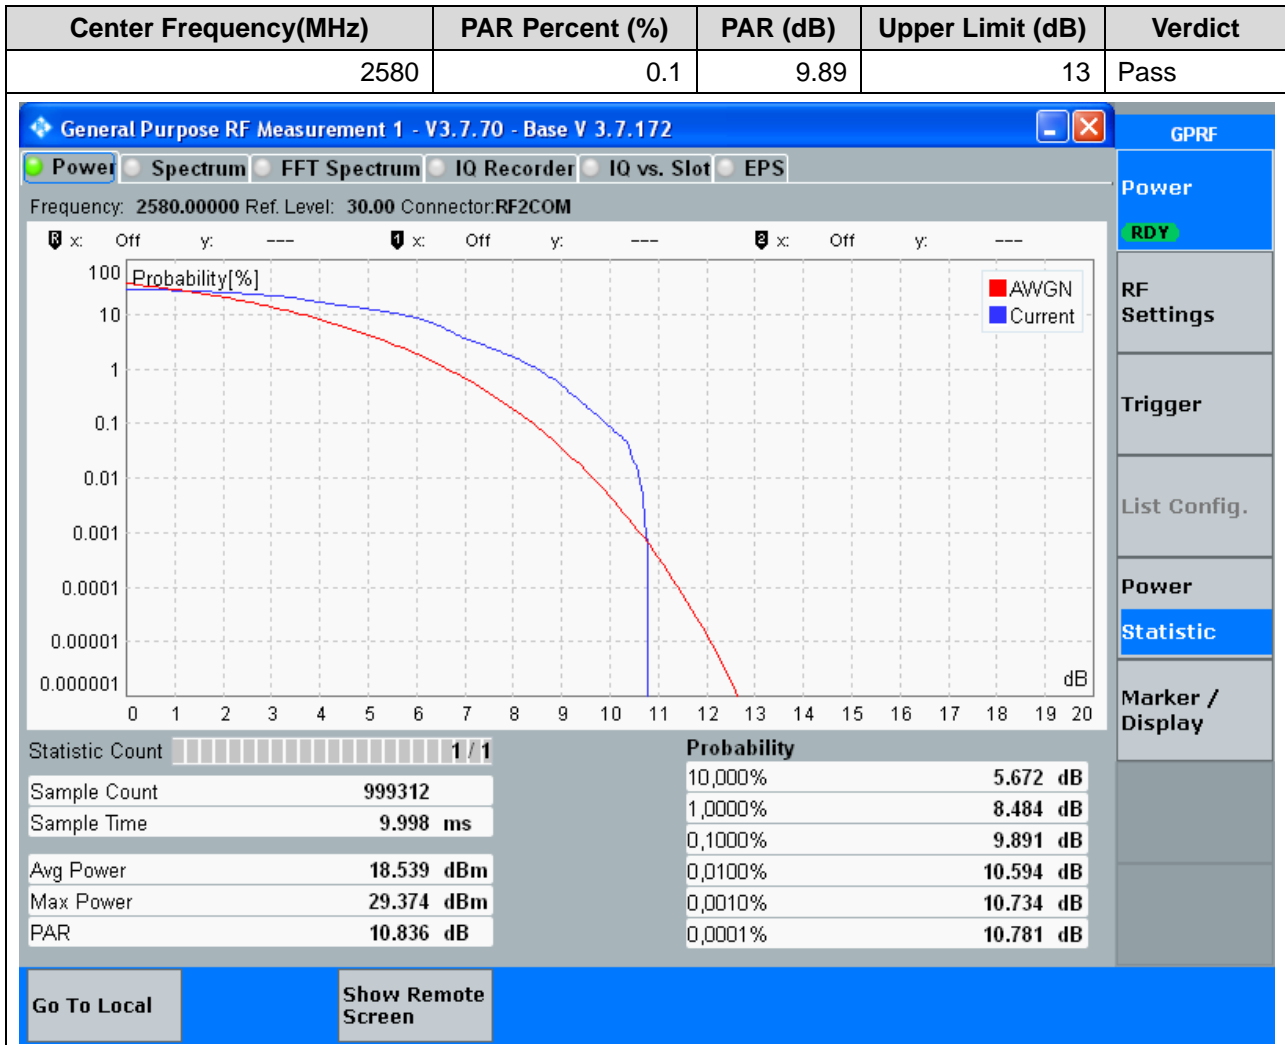 Center Frequency(MHz) PAR Percent (%) PAR (dB) Upper Limit (dB) Verdict
2580 0.1 9.89 13 Pass
General Purpose RF Measurement 1 - V3.7.70 - Base V 3.7.172
GPRF
Power Spectrum FFT Spectrum IQ Recorder IQ vs. Slot EPS
Frequency: 2580.00000 Ref. Level: 30.00 Connector:RF2COM
R x: Off y: --- 1 x: Off y: --- 2 x: Off y: ---
Probability[%]
AWGN
Current
100
10
1
0.1
0.01
0.001
0.0001
0.00001
0.000001
dB
0 1 2 3 4 5 6 7 8 9 10 11 12 13 14 15 16 17 18 19 20
Statistic Count 1 / 1
Sample Count 999312
Sample Time 9.998 ms
Avg Power 18.539 dBm
Max Power 29.374 dBm
PAR 10.836 dB
Probability
10,000% 5.672 dB
1,0000% 8.484 dB
0,1000% 9.891 dB
0,0100% 10.594 dB
0,0010% 10.734 dB
0,0001% 10.781 dB
Power
RDY
RF
Settings
Trigger
List Config.
Power
Statistic
Marker /
Display
Go To Local
Show Remote
Screen